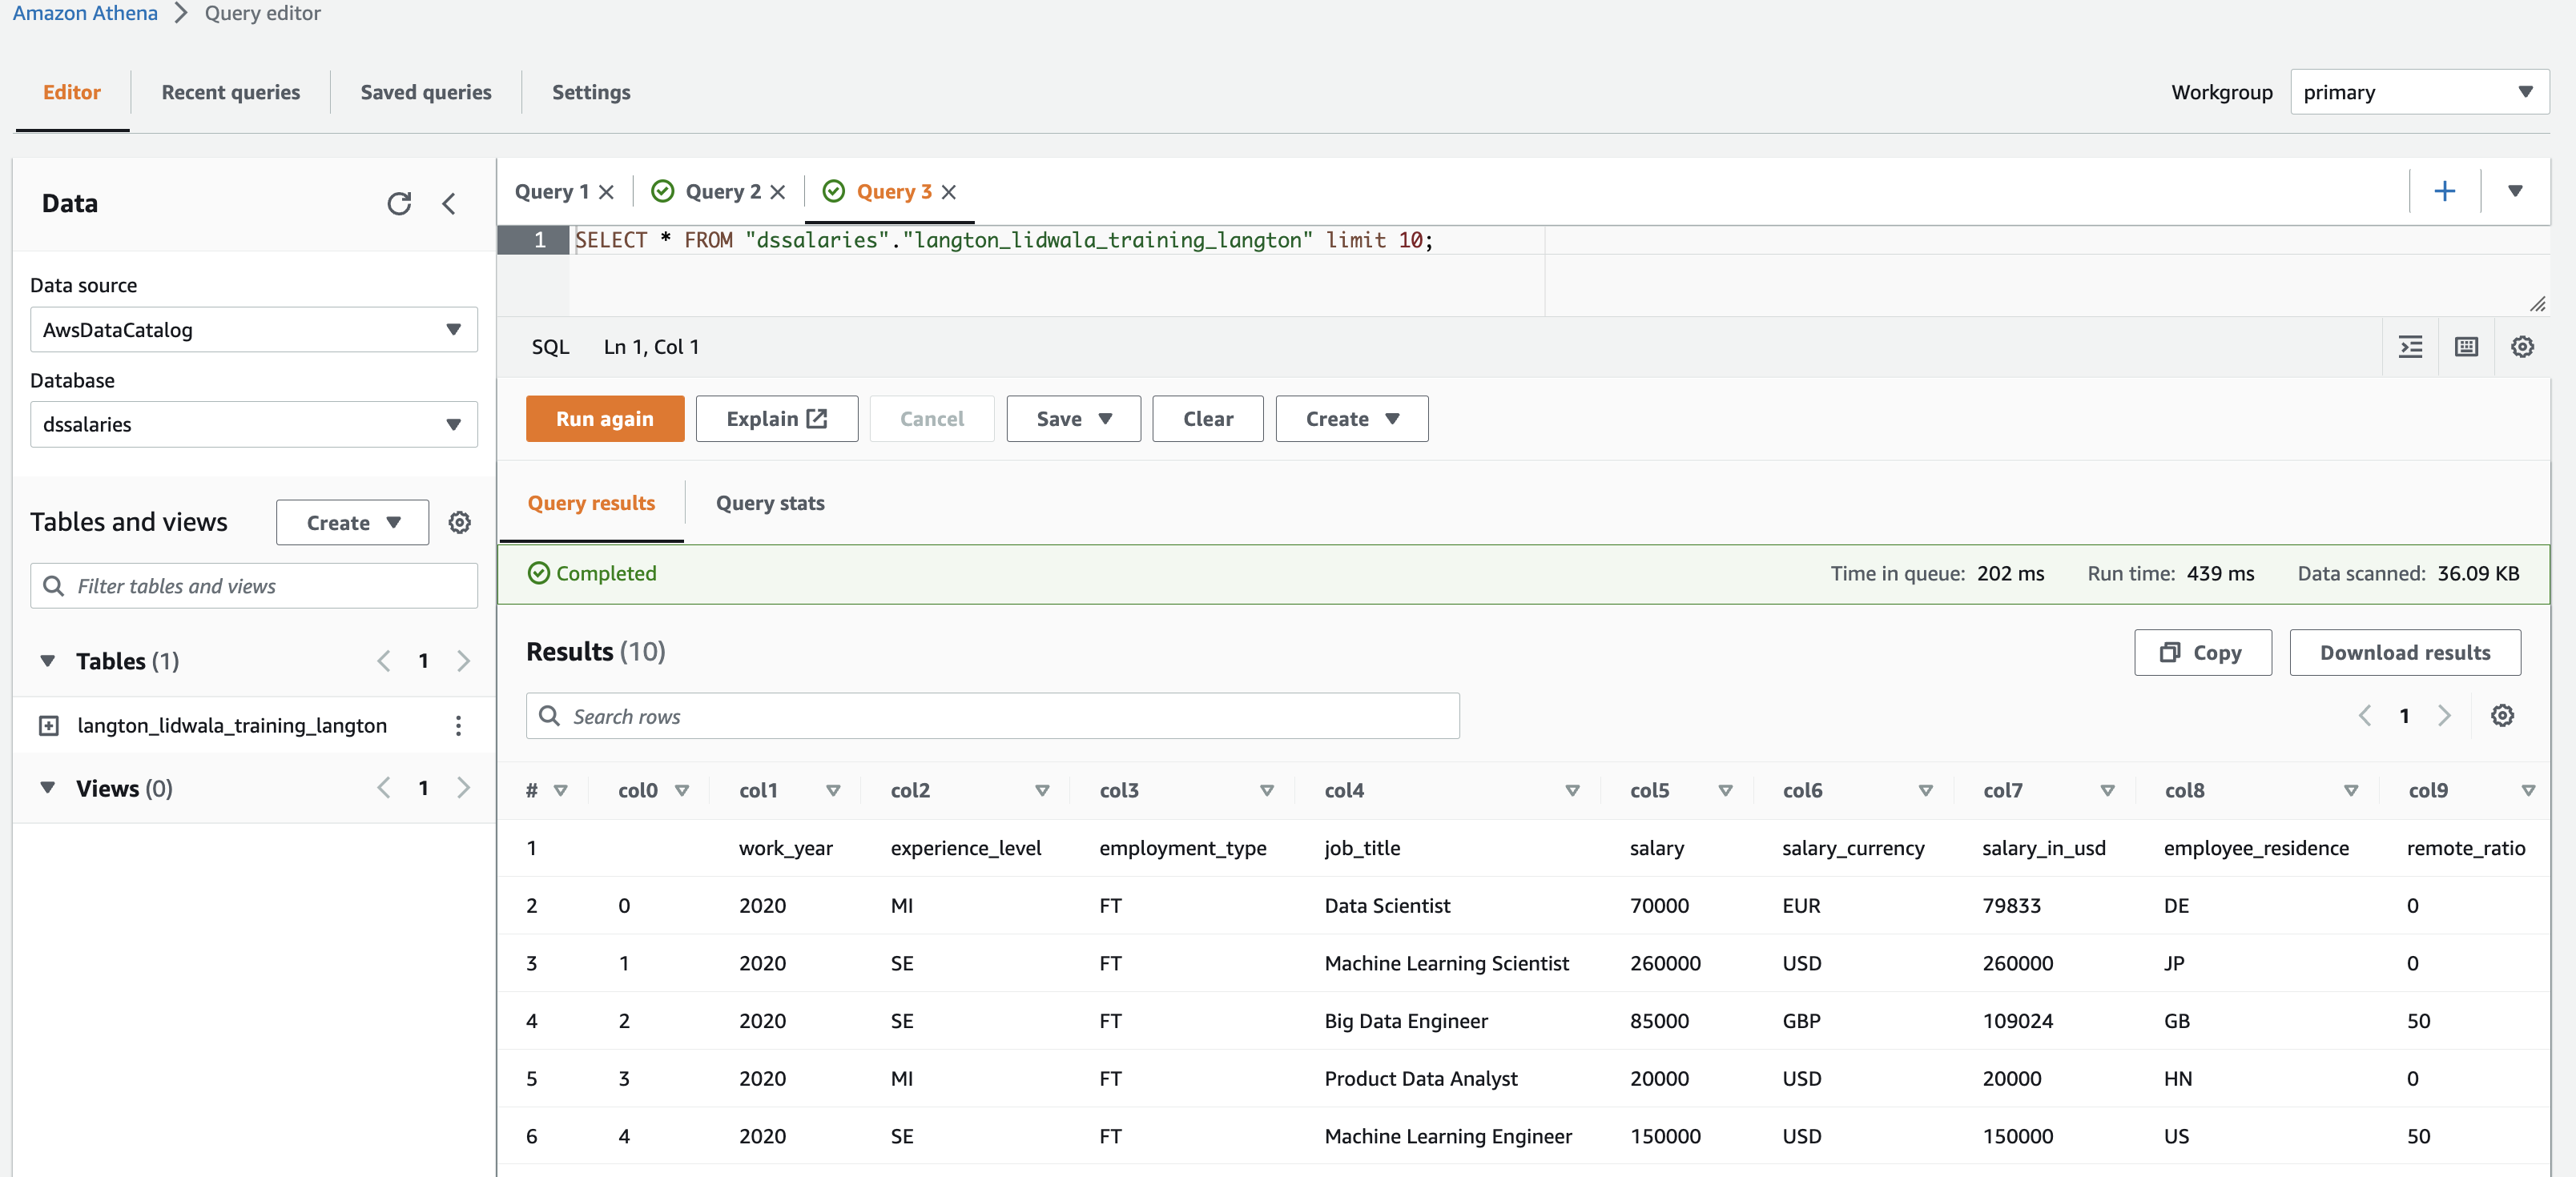 Amazon Athena > Query editor
Editor Recent queries Saved queries Settings Workgroup primary
Data
Data source
AwsDataCatalog
Database
dssalaries
Tables and views Create
Filter tables and views
Tables (1) 1
langton_lidwala_training_langton
Views (0) 1
Query 1 Query 2 Query 3
1 SELECT * FROM "dssalaries"."langton_lidwala_training_langton" limit 10;
SQL Ln 1, Col 1
Run again Explain Cancel Save Clear Create
Query results Query stats
Completed Time in queue: 202 ms Run time: 439 ms Data scanned: 36.09 KB
Results (10) Copy Download results
Search rows 1
# col0 col1 col2 col3 col4 col5 col6 col7 col8 col9
1 work_year experience_level employment_type job_title salary salary_currency salary_in_usd employee_residence remote_ratio
2 0 2020 MI FT Data Scientist 70000 EUR 79833 DE 0
3 1 2020 SE FT Machine Learning Scientist 260000 USD 260000 JP 0
4 2 2020 SE FT Big Data Engineer 85000 GBP 109024 GB 50
5 3 2020 MI FT Product Data Analyst 20000 USD 20000 HN 0
6 4 2020 SE FT Machine Learning Engineer 150000 USD 150000 US 50